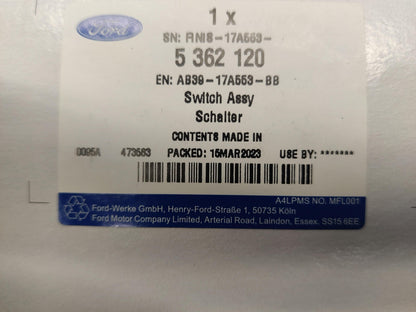 Ford
1 x
SN: RNIS-17A553-
5 362 120
EN: AB39-17A553-BB
Switch Assy
Schalter
CONTENTS MADE IN
0095A 473563 PACKED: 15MAR2023 USE BY: *******
A4LPMS NO. MFL001
Ford-Werke GmbH, Henry-Ford-Straße 1, 50735 Köln
Ford Motor Company Limited, Arterial Road, Laindon, Essex. SS15 6EE.